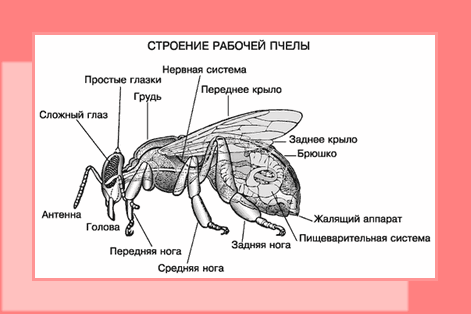 СТРОЕНИЕ РАБОЧЕЙ ПЧЕЛЫ
Нервная система
Простые глазки
Переднее крыло
Грудь
Сложный глаз
Заднее крыло
Брюшко
Антенна
Жалящий аппарат
Голова
Пищеварительная система
Задняя нога
Передняя нога
Средняя нога